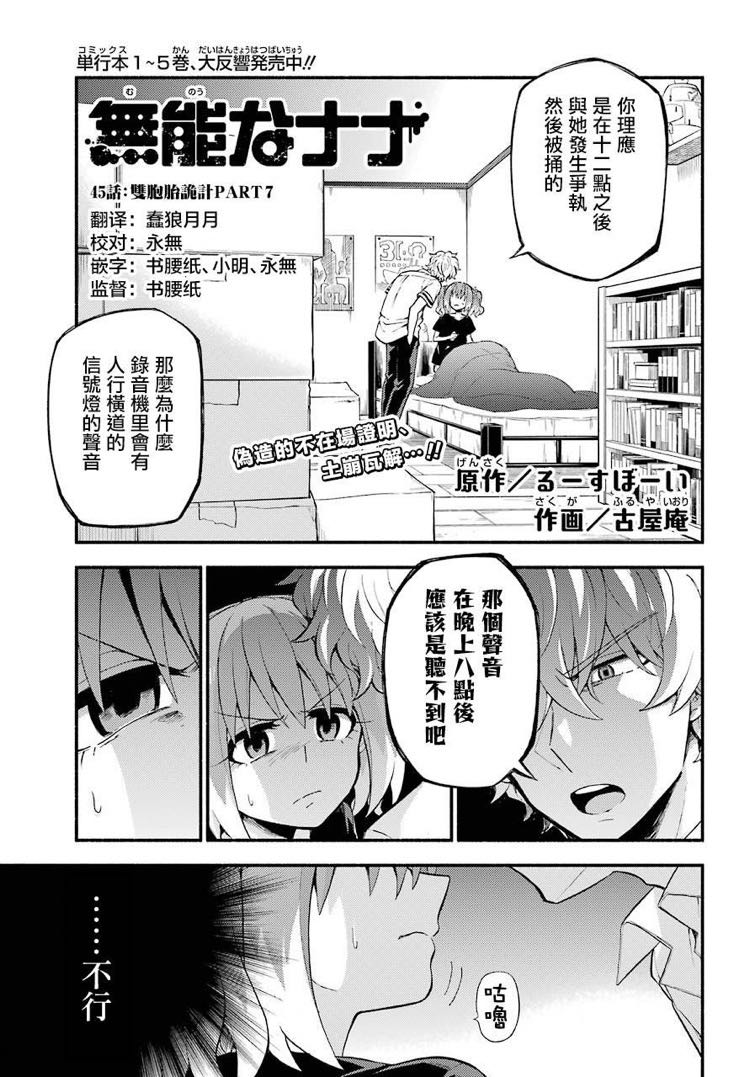 コミックス かん だいはんきょうはつばいちゅう
単行本1~5巻、大反響発売中!!
む のう
無能なナナ
45話:雙胞胎詭計PART7
翻译:蠢狼月月
校对:永無
嵌字:书腰纸、小明、永無
监督:书腰纸
你理應
是在十二點之後
與她發生爭執
然後被捅的
那麼為什麼
錄音機里會有
人行橫道的
信號燈的聲音
偽造的不在場證明、
土崩瓦解…!!
げんさく
原作/るーすぼーい
さくが ふるやいおり
作画/古屋庵
那個聲音
在晚上八點後
應該是聽不到吧
咕嚕
……不行